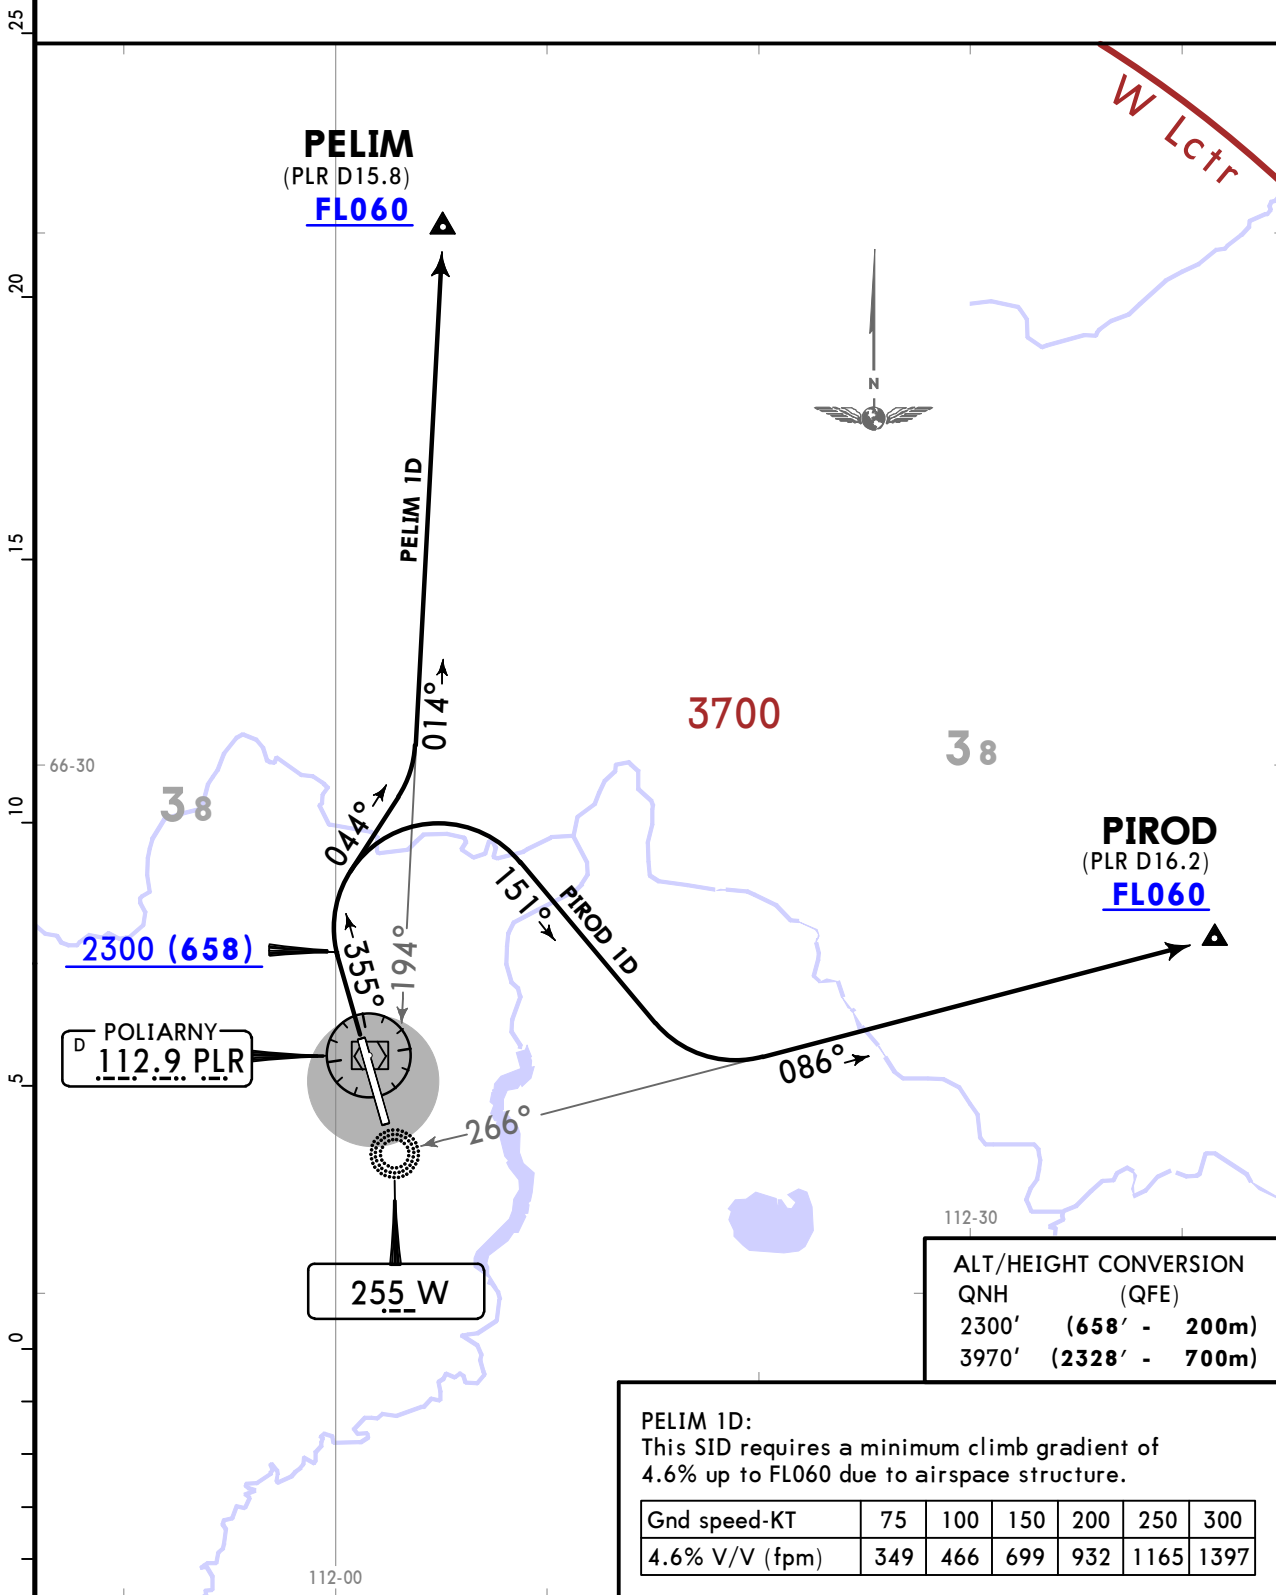 25
W Lctr
PELIM
(PLR D15.8)
FL060
20
N
PELIM 1D
15
014°
3700
38
66-30
38
10
044°
PIROD
(PLR D16.2)
FL060
151°
PIROD 1D
2300 (658)
355°
194°
POLIARNY
D 112.9 PLR
086°
5
266°
112-30
255 W
ALT/HEIGHT CONVERSION
QNH (QFE)
2300' (658' - 200m)
3970' (2328' - 700m)
0
PELIM 1D:
This SID requires a minimum climb gradient of
4.6% up to FL060 due to airspace structure.
Gnd speed-KT 75 100 150 200 250 300
4.6% V/V (fpm) 349 466 699 932 1165 1397
112-00